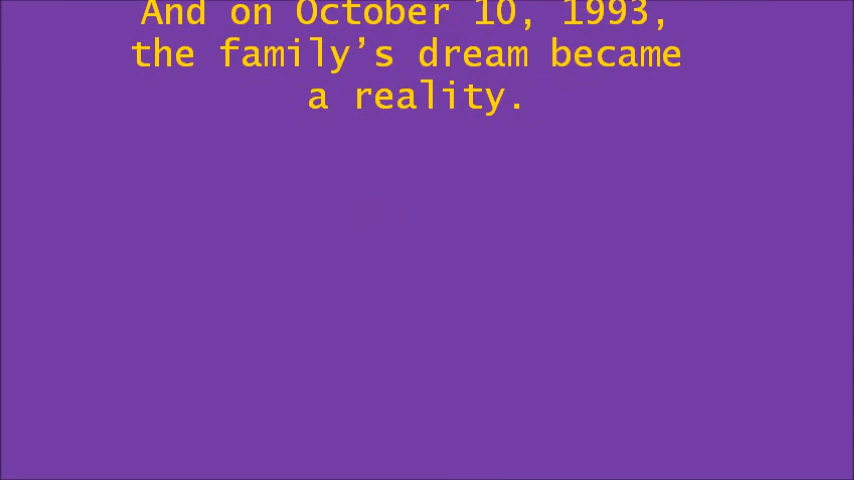 And on October 10, 1993,
the family’s dream became
a reality.